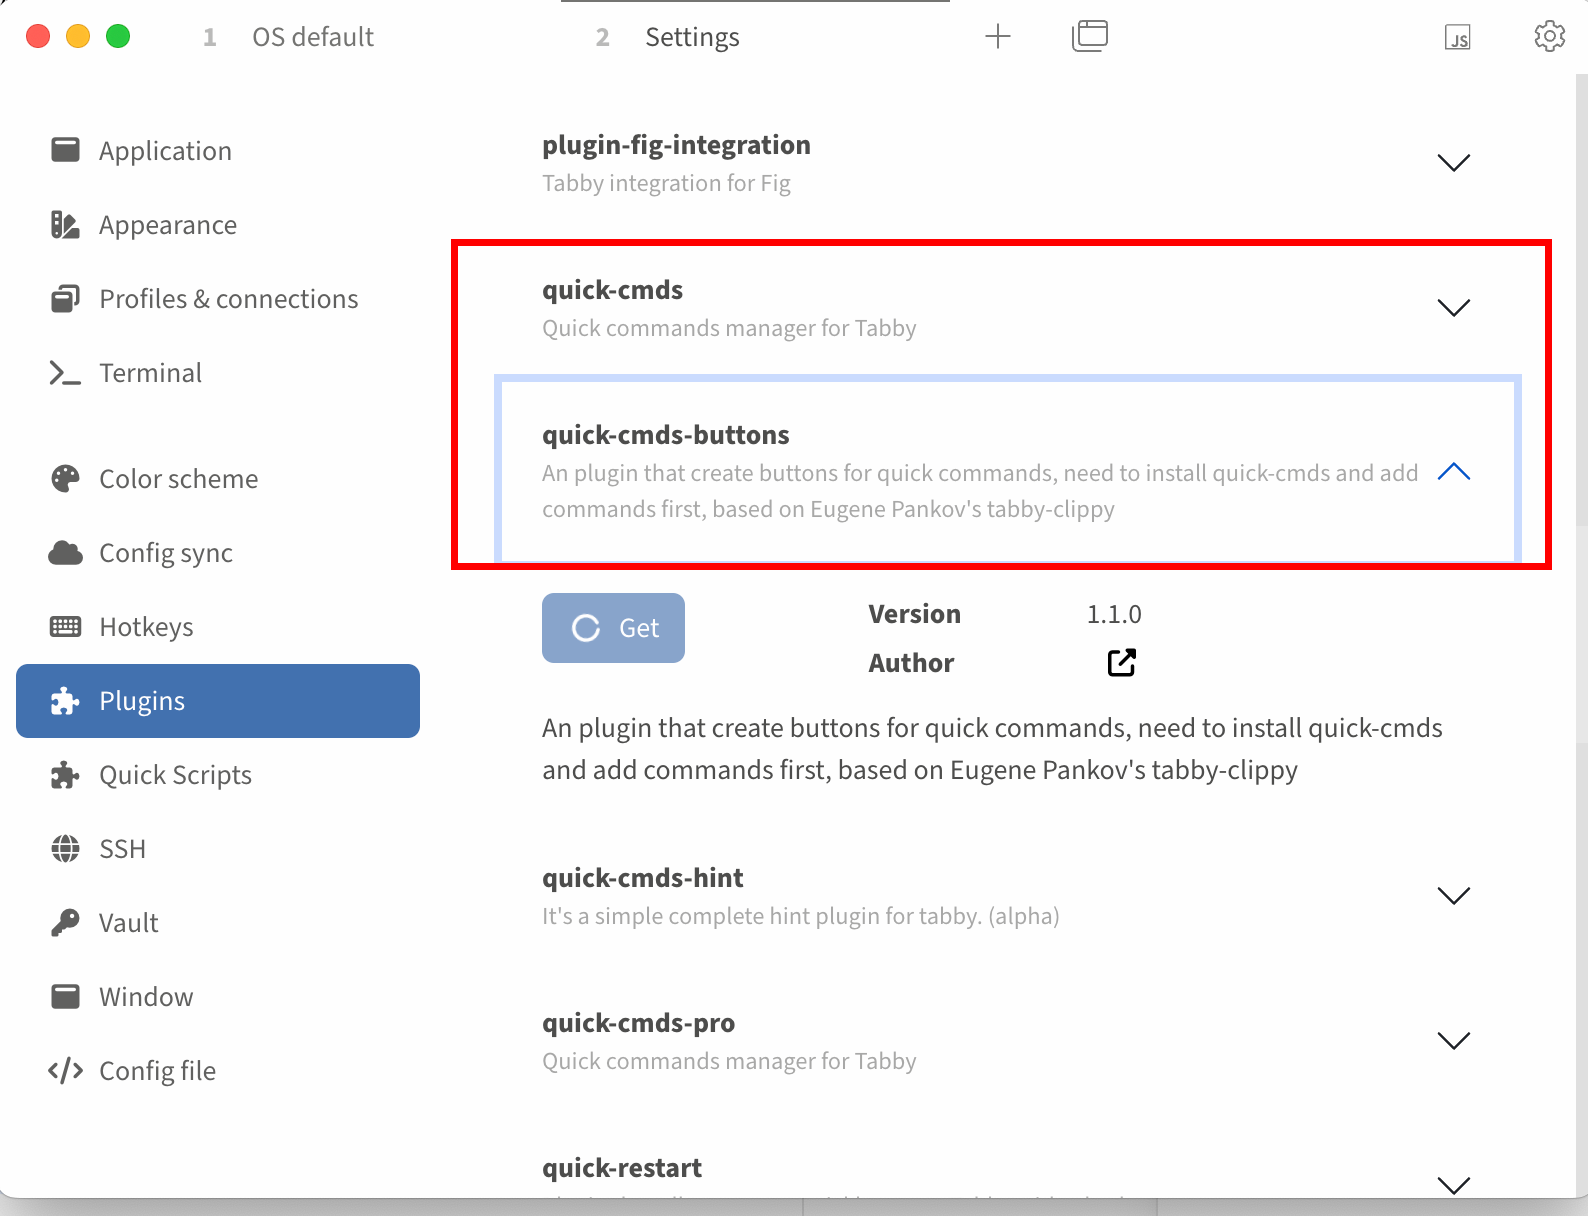 1 OS default 2 Settings
JS
Application
Appearance
Profiles & connections
Terminal
Color scheme
Config sync
Hotkeys
Plugins
Quick Scripts
SSH
Vault
Window
Config file
plugin-fig-integration
Tabby integration for Fig
quick-cmds
Quick commands manager for Tabby
quick-cmds-buttons
An plugin that create buttons for quick commands, need to install quick-cmds and add
commands first, based on Eugene Pankov's tabby-clippy
Get
Version 1.1.0
Author
An plugin that create buttons for quick commands, need to install quick-cmds
and add commands first, based on Eugene Pankov's tabby-clippy
quick-cmds-hint
It's a simple complete hint plugin for tabby. (alpha)
quick-cmds-pro
Quick commands manager for Tabby
quick-restart